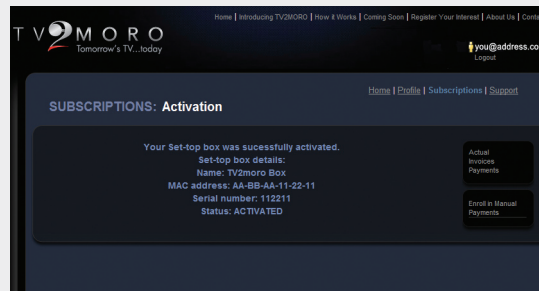 Home | Introducing TV2MORO | How it Works | Coming Soon | Register Your Interest | About Us | Conta
TV2MORO
Tomorrow's TV...today
you@address.co
Logout
Home | Profile | Subscriptions | Support
SUBSCRIPTIONS: Activation
Your Set-top box was sucessfully activated.
Set-top box details:
Name: TV2moro Box
MAC address: AA-BB-AA-11-22-11
Serial number: 112211
Status: ACTIVATED
Actual
Invoices
Payments
Enroll in Manual
Payments